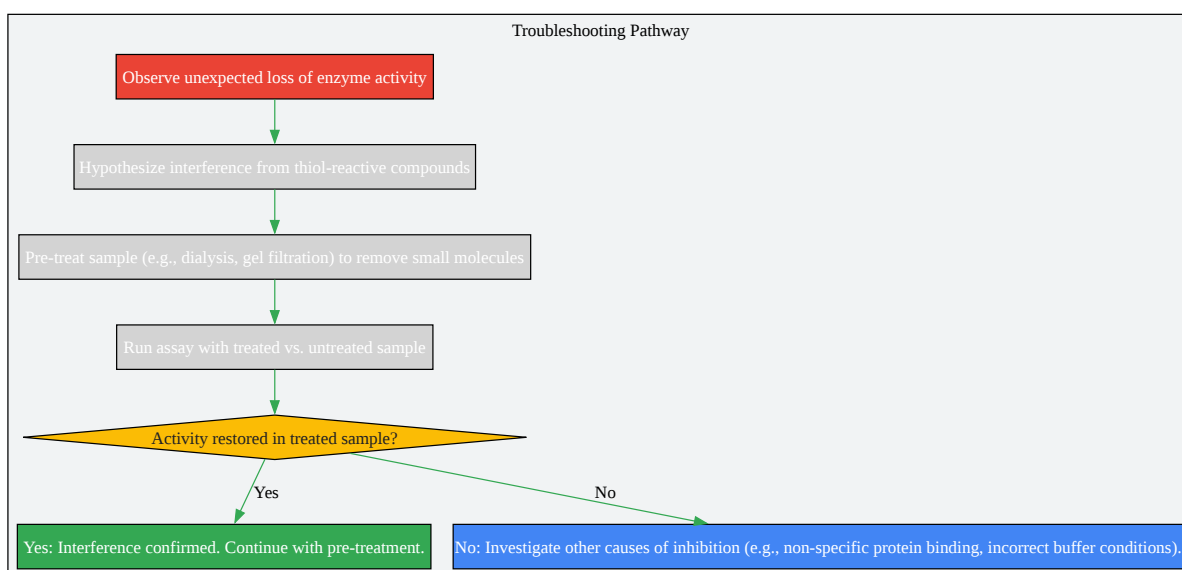 Troubleshooting Pathway
Observe unexpected loss of enzyme activity
Hypothesize interference from thiol-reactive compounds
Pre-treat sample (e.g., dialysis, gel filtration) to remove small molecules
Run assay with treated vs. untreated sample
Activity restored in treated sample?
Yes
No
Yes: Interference confirmed. Continue with pre-treatment.
No: Investigate other causes of inhibition (e.g., non-specific protein binding, incorrect buffer conditions).